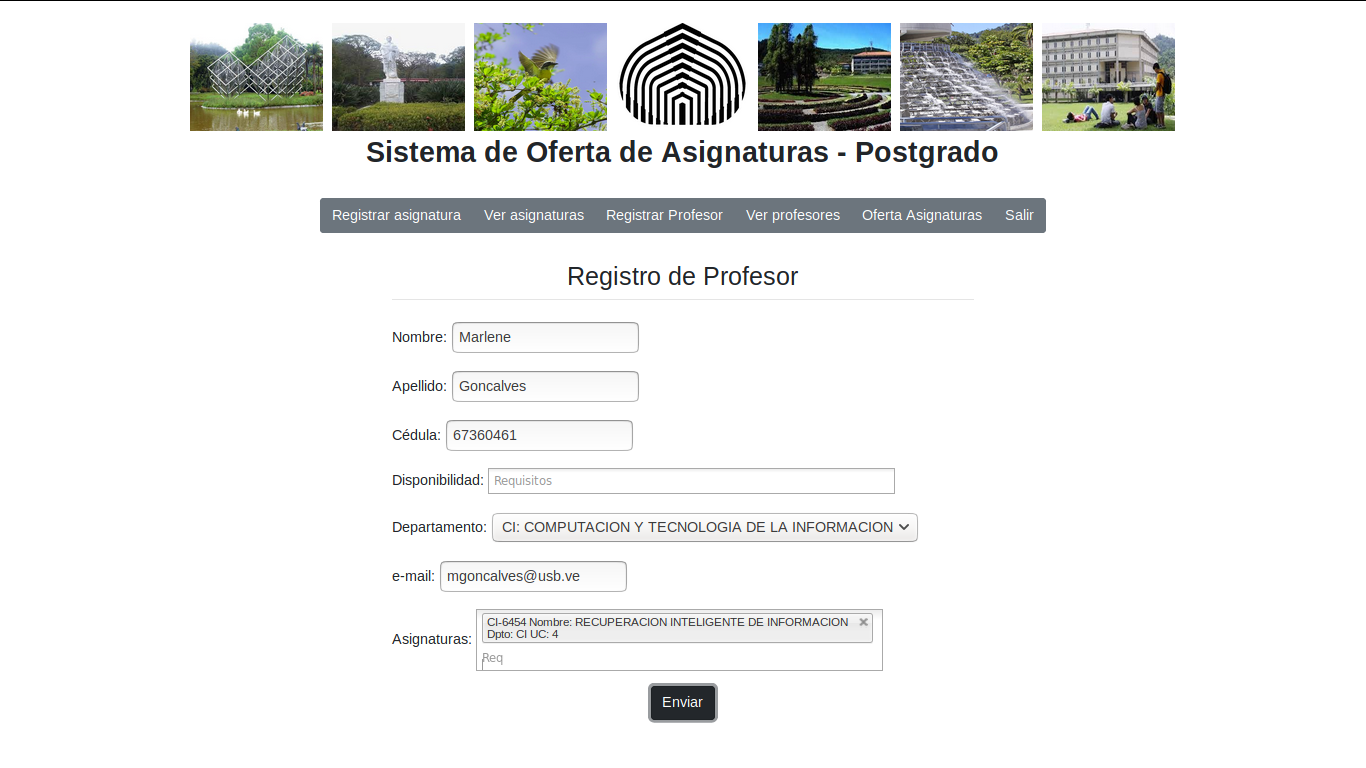 Sistema de Oferta de Asignaturas - Postgrado
Registrar asignatura Ver asignaturas Registrar Profesor Ver profesores Oferta Asignaturas Salir
Registro de Profesor
Nombre: Marlene
Apellido: Goncalves
Cédula: 67360461
Disponibilidad: Requisitos
Departamento: CI: COMPUTACION Y TECNOLOGIA DE LA INFORMACION
e-mail: mgoncalves@usb.ve
CI-6454 Nombre: RECUPERACION INTELIGENTE DE INFORMACION
Dpto: CI UC: 4
Asignaturas:
Req
Enviar